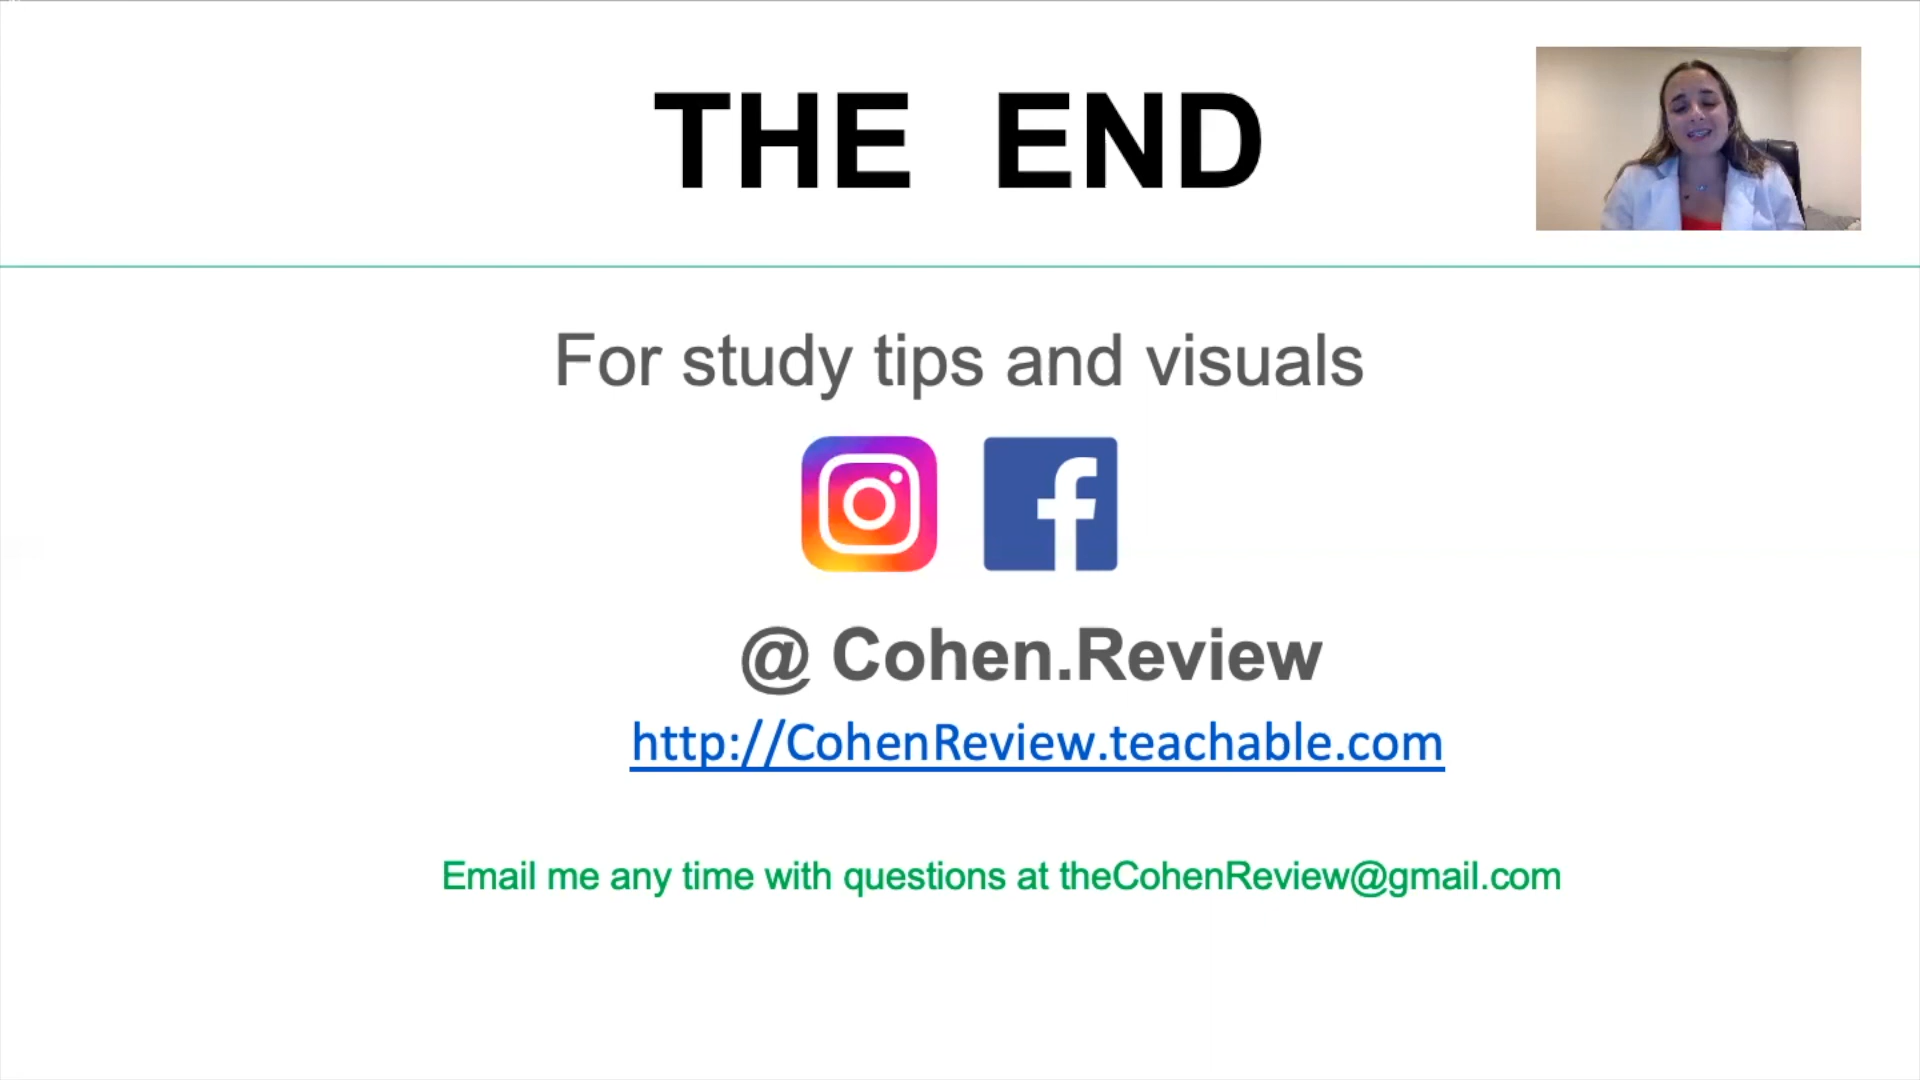 THE END
For study tips and visuals
@ Cohen.Review
http://CohenReview.teachable.com
Email me any time with questions at theCohenReview@gmail.com